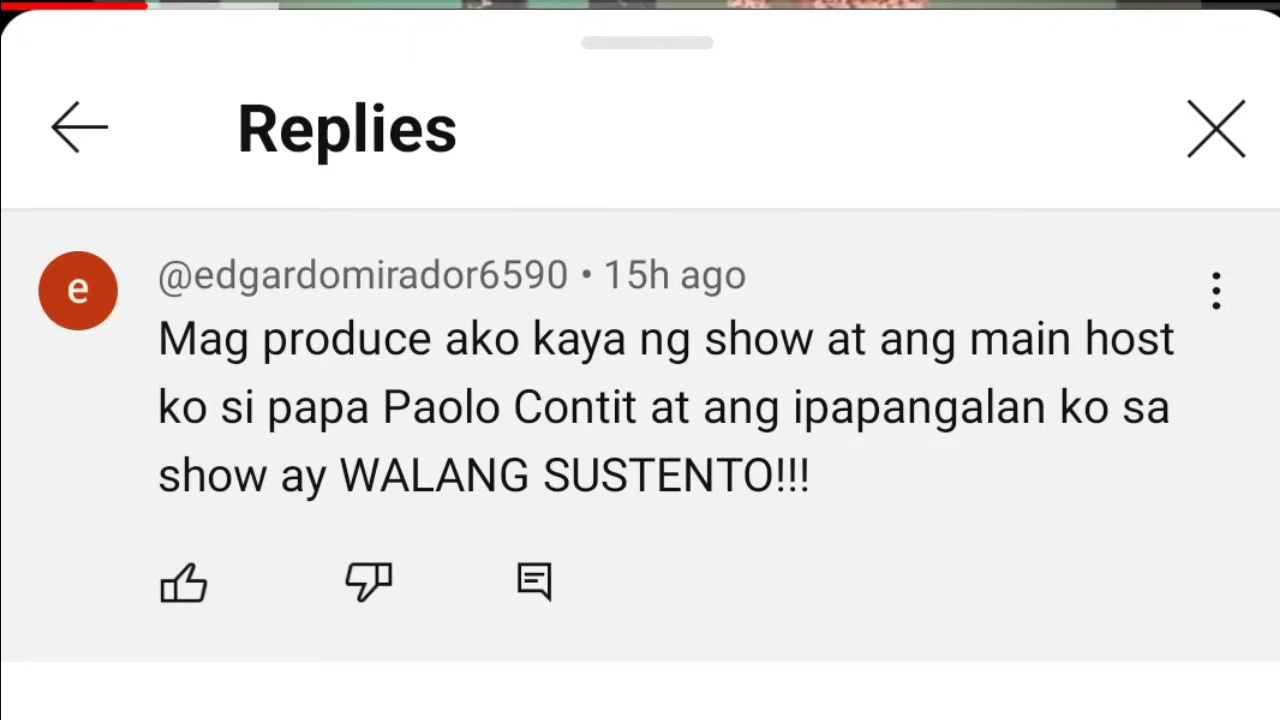 Replies
e
@edgardomirador6590 • 15h ago
Mag produce ako kaya ng show at ang main host
ko si papa Paolo Contit at ang ipapangalan ko sa
show ay WALANG SUSTENTO!!!